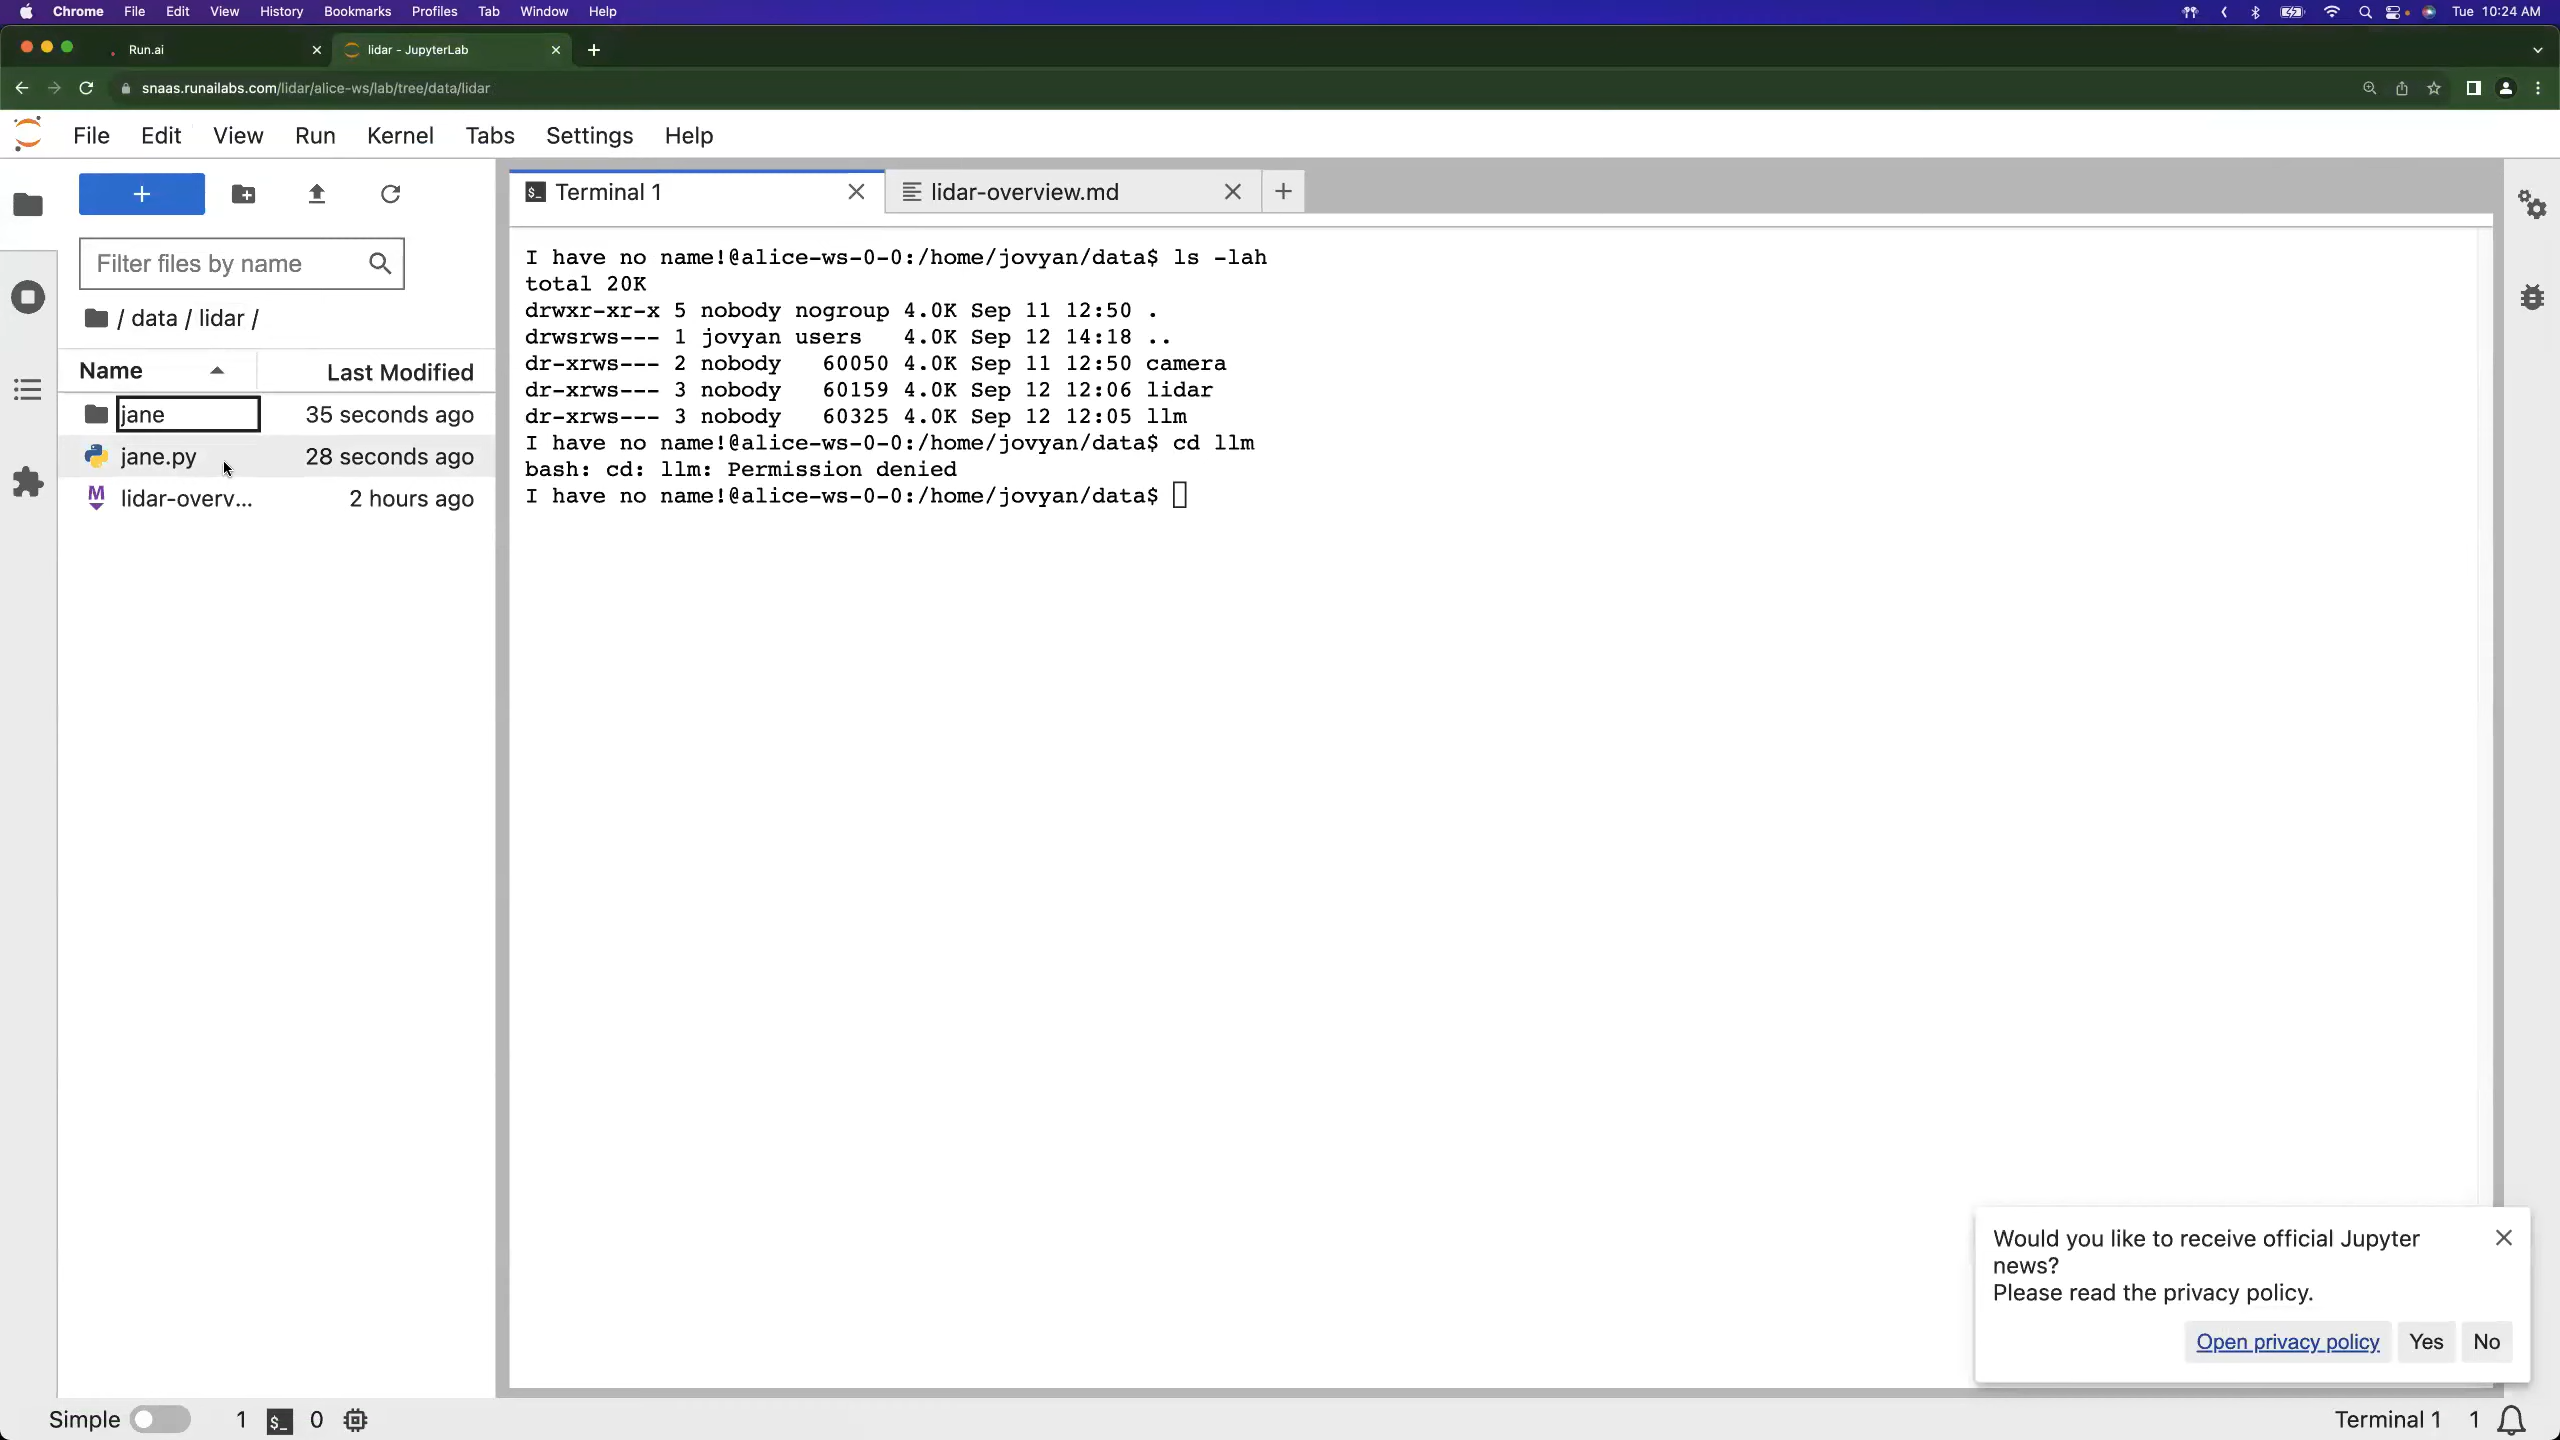 Chrome File Edit View History Bookmarks Profiles Tab Window Help Tue 10:24 AM
Run.ai lidar - JupyterLab
snaas.runailabs.com/lidar/alice-ws/lab/tree/data/lidar
File Edit View Run Kernel Tabs Settings Help
Terminal 1 lidar-overview.md
Filter files by name
/ data / lidar /
Name Last Modified
jane 35 seconds ago
jane.py 28 seconds ago
lidar-overv... 2 hours ago
I have no name!@alice-ws-0-0:/home/jovyan/data$ ls -lah
total 20K
drwxr-xr-x 5 nobody nogroup 4.0K Sep 11 12:50 .
drwsrws--- 1 jovyan users 4.0K Sep 12 14:18 ..
dr-xrws--- 2 nobody 60050 4.0K Sep 11 12:50 camera
dr-xrws--- 3 nobody 60159 4.0K Sep 12 12:06 lidar
dr-xrws--- 3 nobody 60325 4.0K Sep 12 12:05 llm
I have no name!@alice-ws-0-0:/home/jovyan/data$ cd llm
bash: cd: llm: Permission denied
I have no name!@alice-ws-0-0:/home/jovyan/data$
Would you like to receive official Jupyter
news?
Please read the privacy policy.
Open privacy policy Yes No
Simple 1 $_ 0 Terminal 1 1